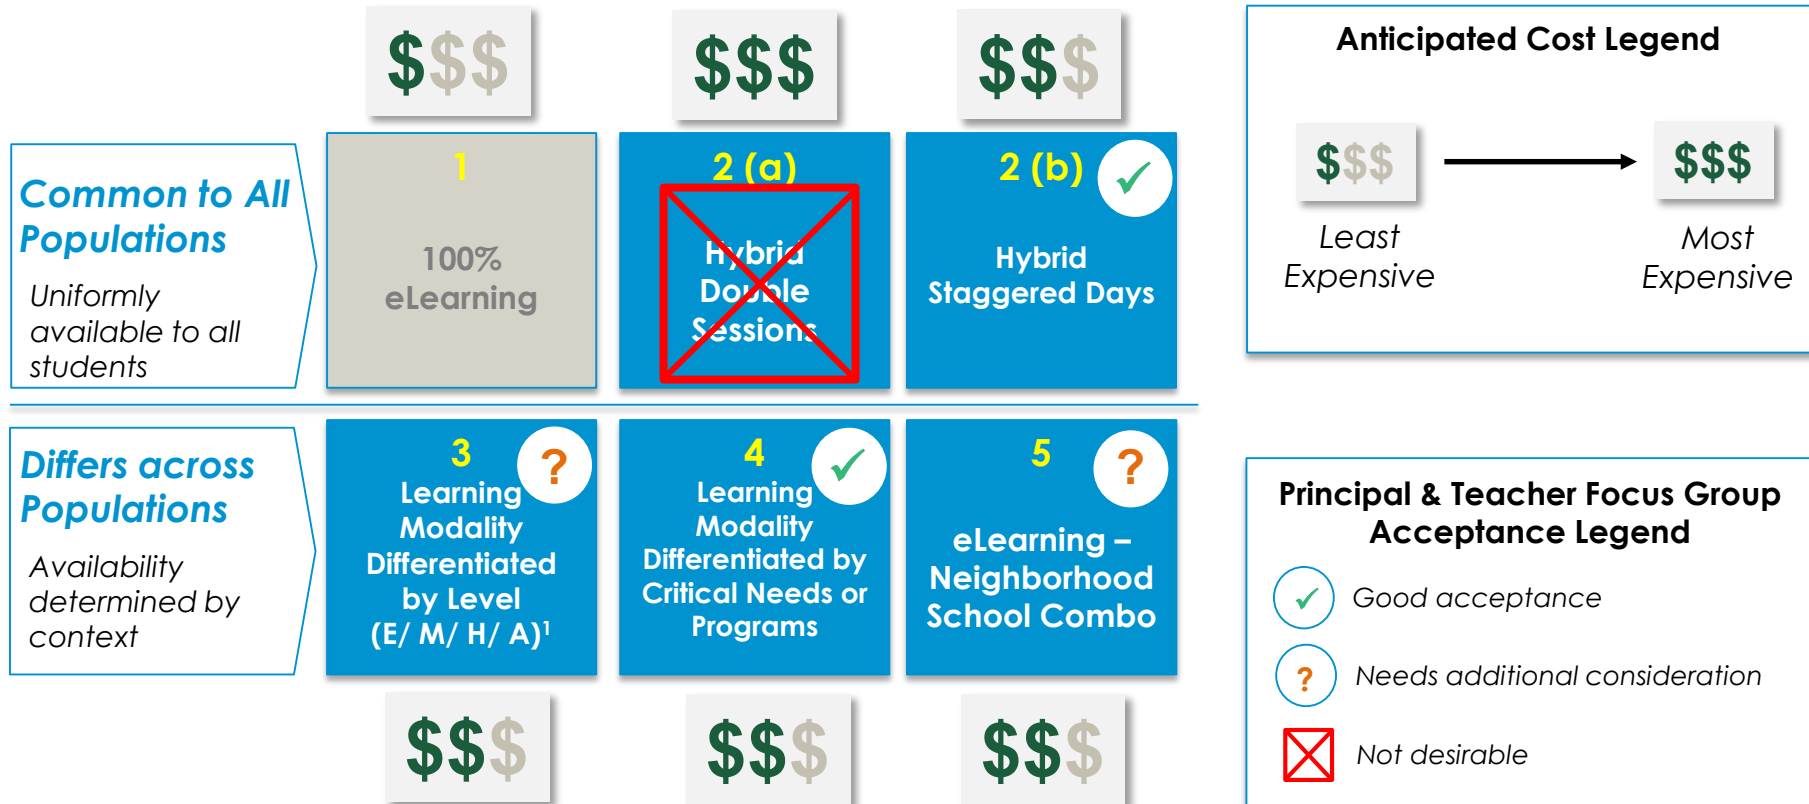 $$$
$$$
$$$
Common to All
Populations
Uniformly
available to all
students
1
100%
eLearning
2 (a)
Hybrid
Double
Sessions
2 (b)
✓
Hybrid
Staggered Days
Differs across
Populations
Availability
determined by
context
3
?
Learning
Modality
Differentiated
by Level
(E/ M/ H/ A)¹
4
✓
Learning
Modality
Differentiated by
Critical Needs or
Programs
5
?
eLearning –
Neighborhood
School Combo
$$$
$$$
$$$
Anticipated Cost Legend
$$$
$$$
Least
Expensive
Most
Expensive
Principal & Teacher Focus Group
Acceptance Legend
✓ Good acceptance
? Needs additional consideration
Not desirable